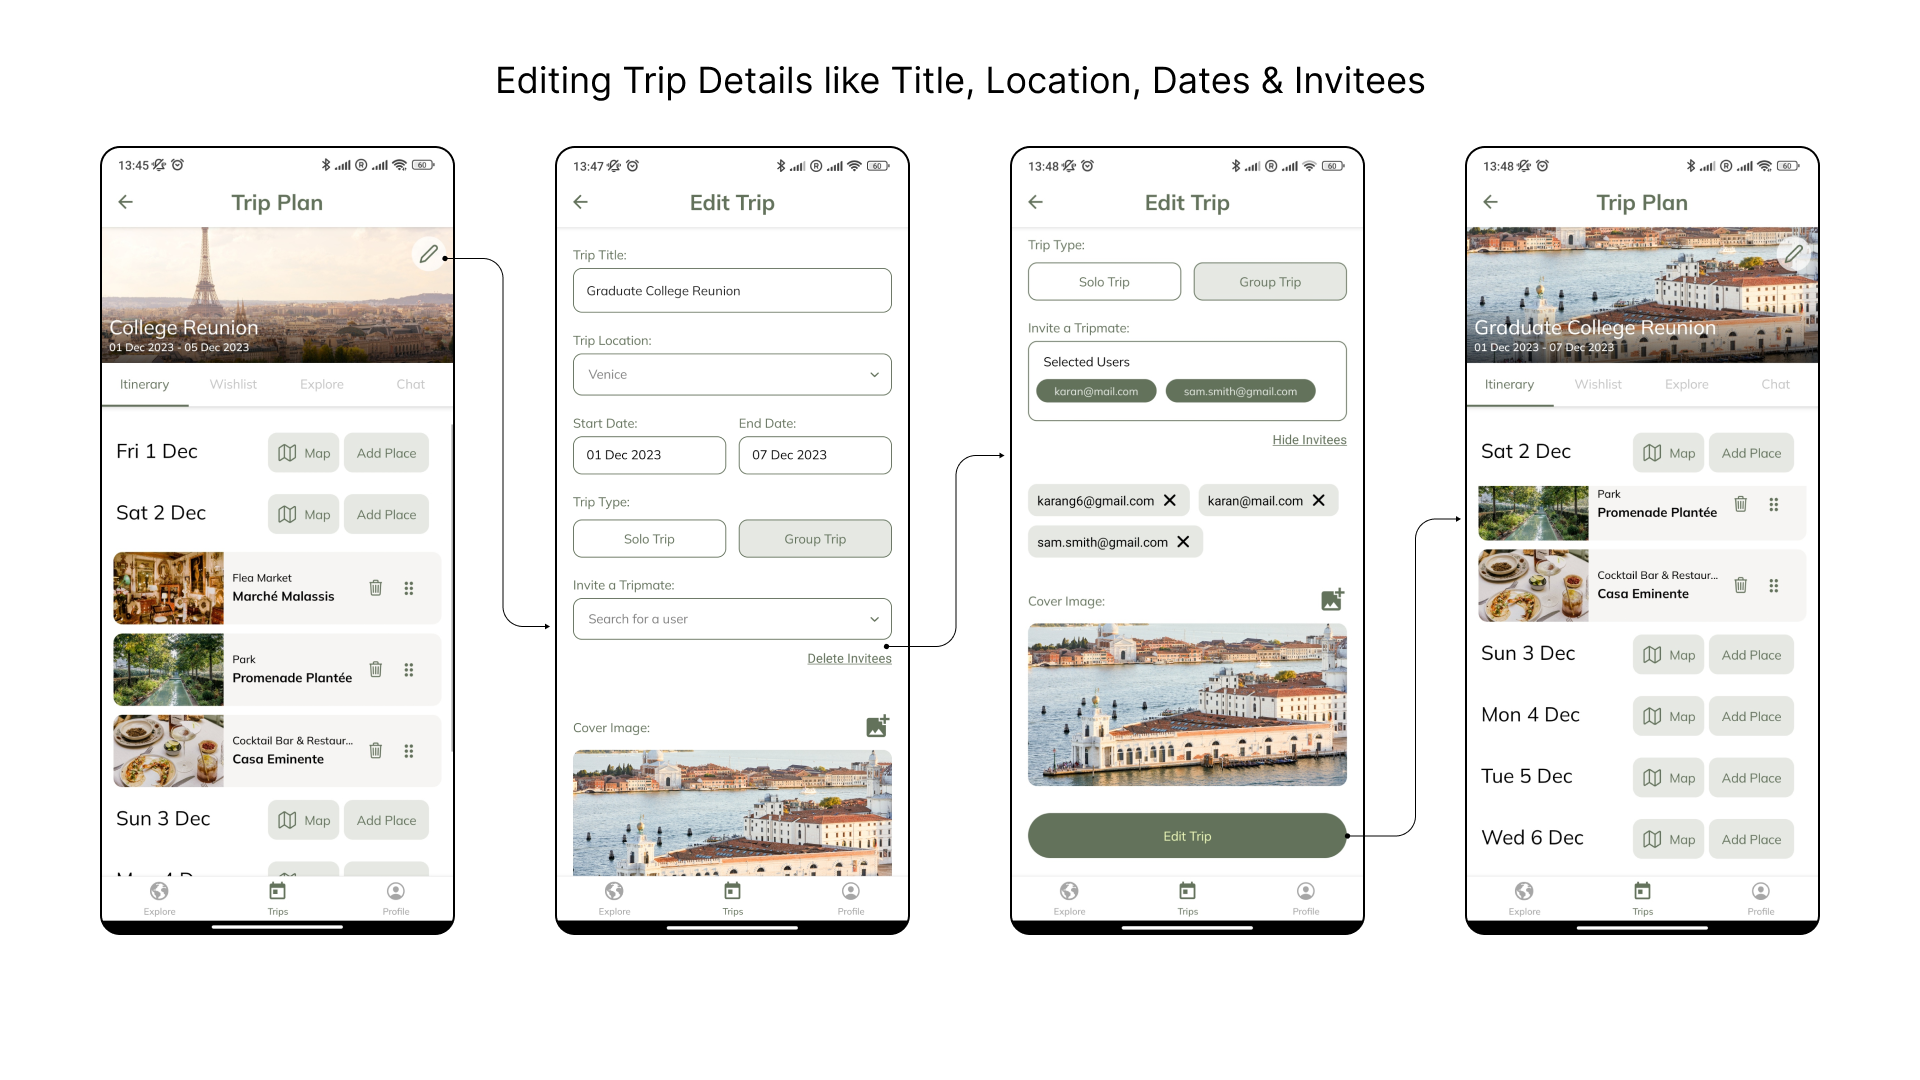 Editing Trip Details like Title, Location, Dates & Invitees
13:45
R
60
Trip Plan
College Reunion
01 Dec 2023 - 05 Dec 2023
Itinerary Wishlist Explore Chat
Fri 1 Dec Map Add Place
Sat 2 Dec Map Add Place
Flea Market
Marché Malassis
Park
Promenade Plantée
Cocktail Bar & Restaur...
Casa Eminente
Sun 3 Dec Map Add Place
Explore Trips Profile
13:47
R
60
Edit Trip
Trip Title:
Graduate College Reunion
Trip Location:
Venice
Start Date: End Date:
01 Dec 2023 07 Dec 2023
Trip Type:
Solo Trip Group Trip
Invite a Tripmate:
Search for a user
Delete Invitees
Cover Image:
Explore Trips Profile
13:48
R
60
Edit Trip
Trip Type:
Solo Trip Group Trip
Invite a Tripmate:
Selected Users
karan@mail.com sam.smith@gmail.com
Hide Invitees
karang6@gmail.com karan@mail.com
sam.smith@gmail.com
Cover Image:
Edit Trip
Explore Trips Profile
13:48
R
60
Trip Plan
Graduate College Reunion
01 Dec 2023 - 07 Dec 2023
Itinerary Wishlist Explore Chat
Sat 2 Dec Map Add Place
Park
Promenade Plantée
Cocktail Bar & Restaur...
Casa Eminente
Sun 3 Dec Map Add Place
Mon 4 Dec Map Add Place
Tue 5 Dec Map Add Place
Wed 6 Dec Map Add Place
Explore Trips Profile